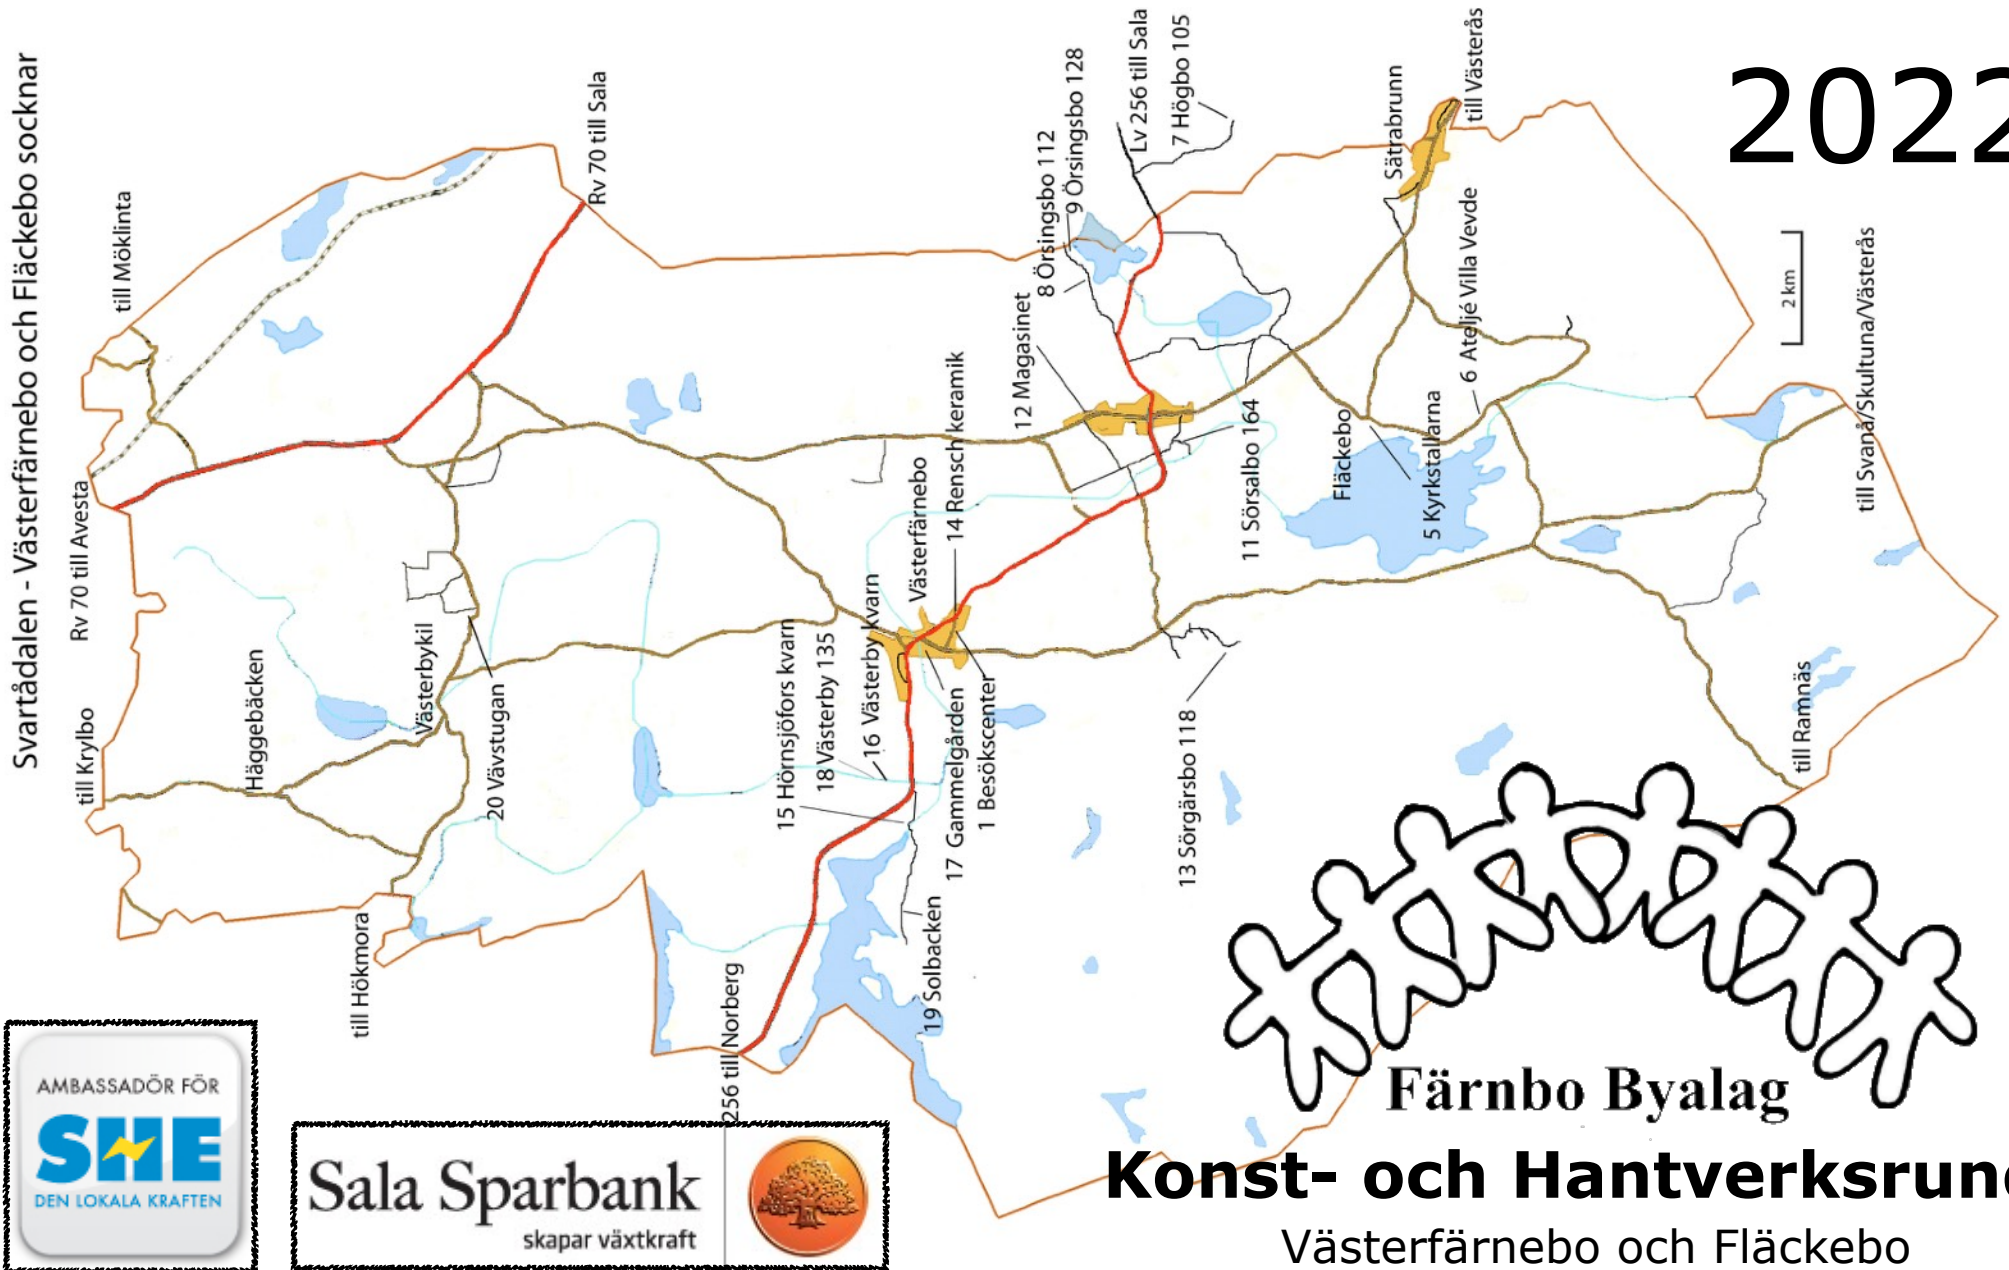 Svartådalen - Västerfärnebo och Fläckebo socknar
2022
till Möklinta
Rv 70 till Sala
Rv 70 till Avesta
till Krylbo
Häggebäcken
Västerbykil
20 Vävstugan
till Hökmora
256 till Norberg
15 Hörnsjöfors kvarn
18 Västerby 135
16 Västerby kvarn
Västerfärnebo
14 Rensch keramik
17 Gammelgården
1 Besökscenter
19 Solbacken
12 Magasinet
8 Örsingsbo 112
9 Örsingsbo 128
Lv 256 till Sala
7 Högbo 105
11 Sörsalbo 164
13 Sörgärsbo 118
Fläckebo
5 Kyrkstallarna
6 Ateljé Villa Vevde
Sätrabrunn
till Västerås
2 km
till Svanå/Skultuna/Västerås
till Ramnäs
AMBASSADÖR FÖR
SHE
DEN LOKALA KRAFTEN
Sala Sparbank
skapar växtkraft
Färnbo Byalag
Konst- och Hantverksrund
Västerfärnebo och Fläckebo